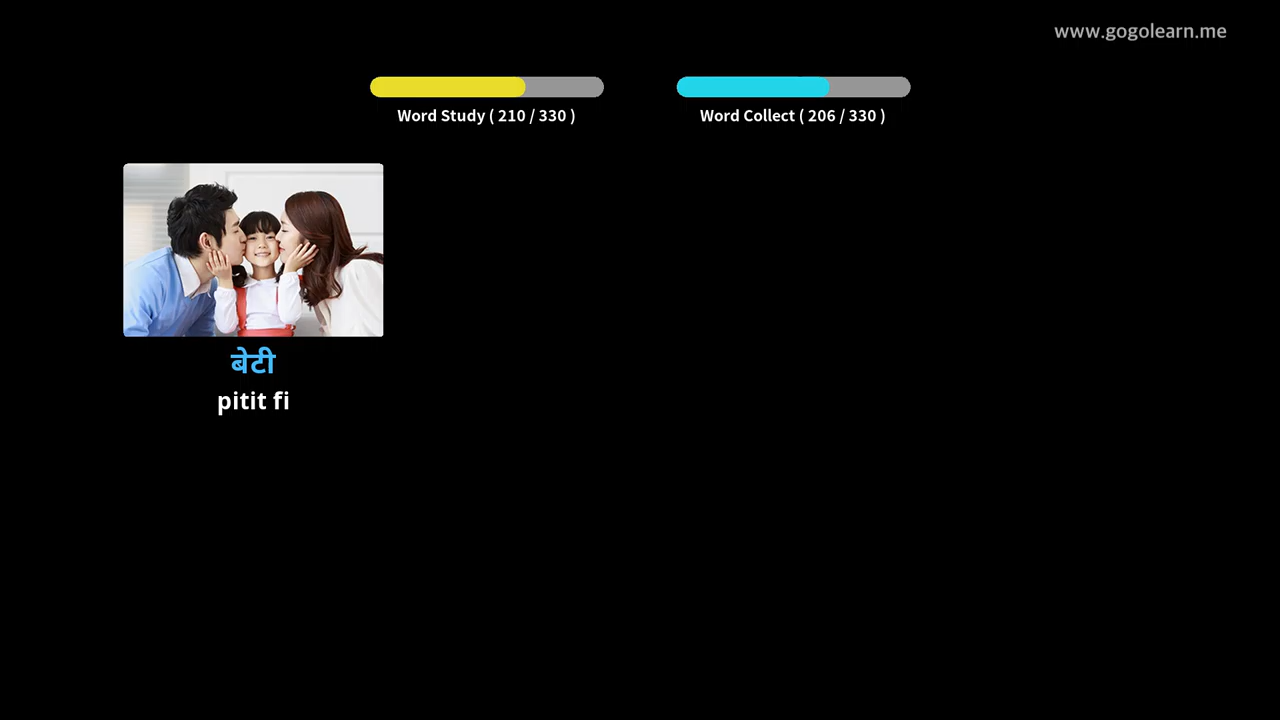 www.gogolearn.me
Word Study ( 210 / 330 )
Word Collect ( 206 / 330 )
बेटी
pitit fi